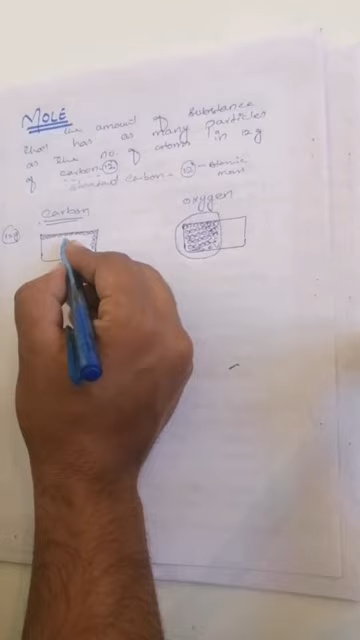 MOLE
the amount of substance
that has as many particles
as the no. of atoms in 12 g
of carbon-12
standard carbon - 12 - atomic
mass
oxygen
Carbon